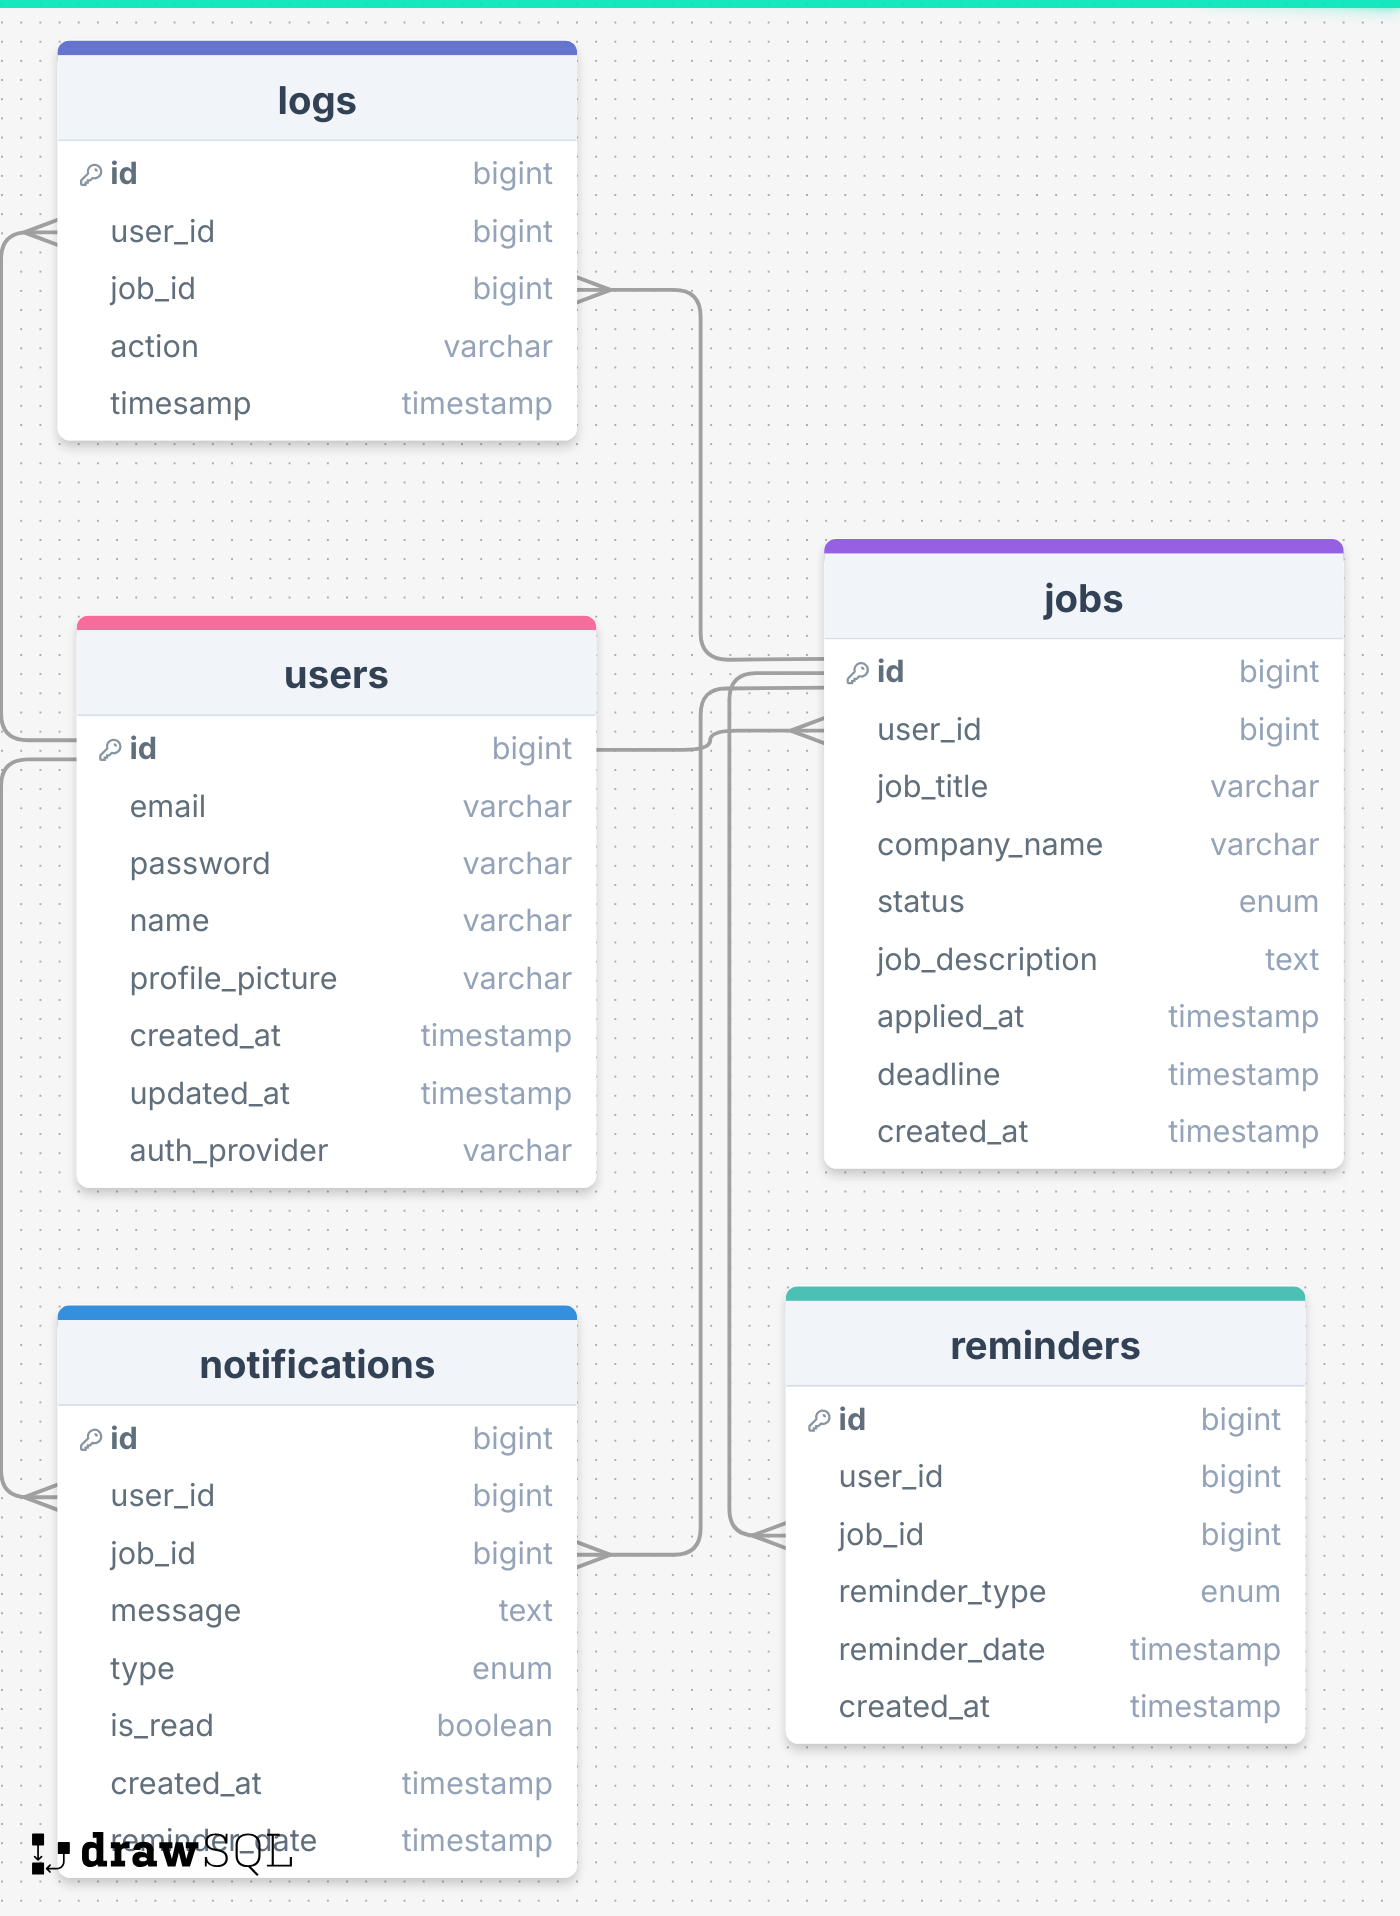 logs
id bigint
user_id bigint
job_id bigint
action varchar
timesamp timestamp
users
id bigint
email varchar
password varchar
name varchar
profile_picture varchar
created_at timestamp
updated_at timestamp
auth_provider varchar
notifications
id bigint
user_id bigint
job_id bigint
message text
type enum
is_read boolean
created_at timestamp
reminder_date timestamp
drawSQL
jobs
id bigint
user_id bigint
job_title varchar
company_name varchar
status enum
job_description text
applied_at timestamp
deadline timestamp
created_at timestamp
reminders
id bigint
user_id bigint
job_id bigint
reminder_type enum
reminder_date timestamp
created_at timestamp